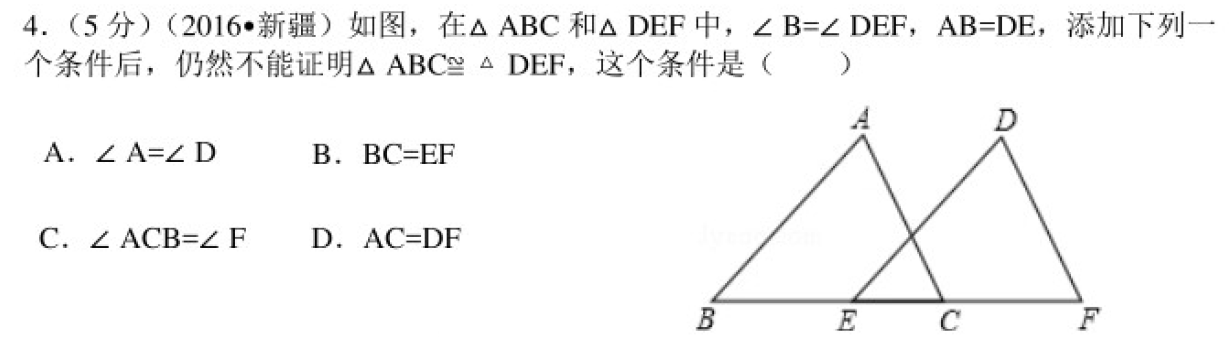 4.（5 分）（2016•新疆）如图，在△ ABC 和△ DEF 中，∠ B=∠ DEF，AB=DE，添加下列一
个条件后，仍然不能证明△ ABC≌ △ DEF，这个条件是（　　）
A．∠ A=∠ D　　B．BC=EF
C．∠ ACB=∠ F　　D．AC=DF
A　D
B　E　C　F